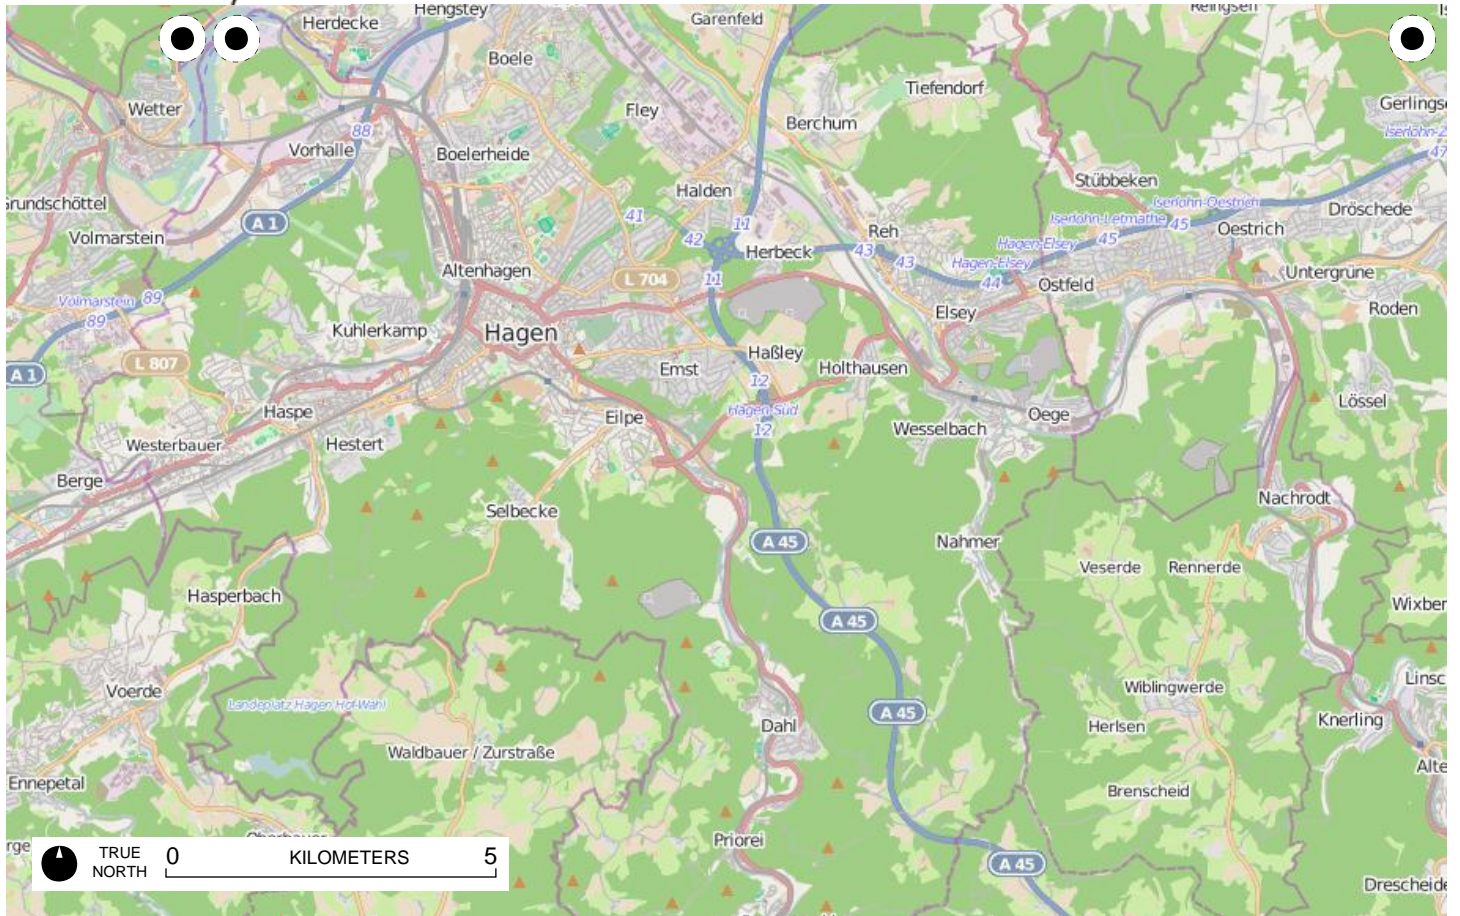 Herdecke
Hengstey
Garenfeld
Boele
Tiefendorf
Wetter
Fley
Berchum
88
Vorhalle
Boelerheide
47
Stübbeken
Halden
Iserlohn-Oestrich
Dröschede
A 1
41
11
Iserlohn-Letmathe
45
Volmarstein
42
Reh
Hagen-Elsey
45
Oestrich
Herbeck
43
43
Hagen-Elsey
Altenhagen
L 704
11
44
Ostfeld
Untergrüne
Volmarstein
89
89
Elsey
Roden
Kuhlerkamp
Hagen
L 807
A 1
Emst
Haßley
Holthausen
12
Haspe
Eilpe
Hagen-Süd
12
Oege
Lössel
Westerbauer
Hestert
Wesselbach
Berge
Nachrodt
Selbecke
A 45
Nahmer
Veserde
Rennerde
Hasperbach
A 45
Voerde
Wiblingwerde
Landeplatz Hagen Hof-Wahl
A 45
Dahl
Herlsen
Knerling
Waldbauer / Zurstraße
Ennepetal
Brenscheid
Priorei
A 45
TRUE
NORTH
0 KILOMETERS 5